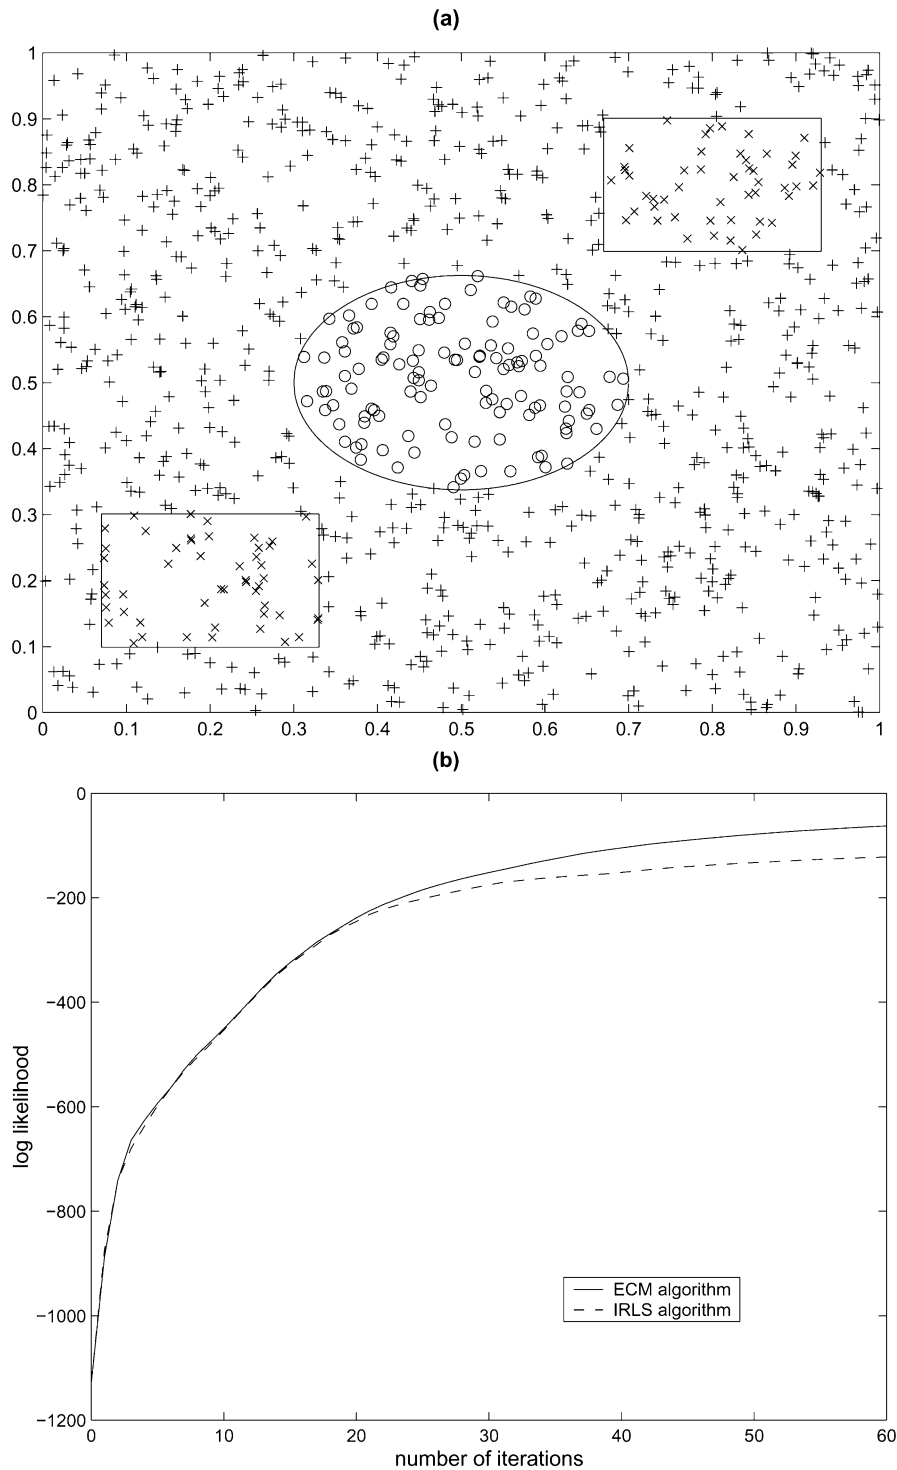 (a)
1
0.9
0.8
0.7
0.6
0.5
0.4
0.3
0.2
0.1
0
0 0.1 0.2 0.3 0.4 0.5 0.6 0.7 0.8 0.9 1
(b)
0
−200
−400
−600
−800
−1000
−1200
log likelihood
ECM algorithm
IRLS algorithm
0 10 20 30 40 50 60
number of iterations